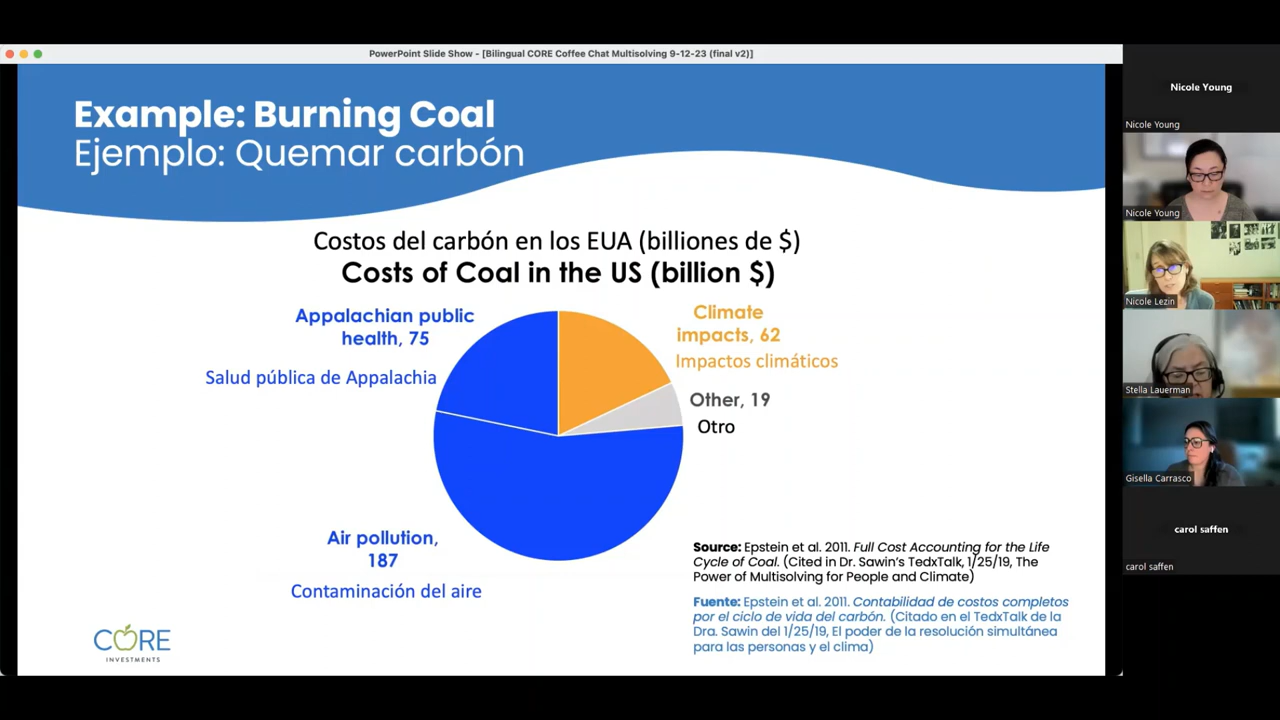 PowerPoint Slide Show - [Bilingual CORE Coffee Chat Multisolving 9-12-23 (final v2)]
Example: Burning Coal
Ejemplo: Quemar carbón
Costos del carbón en los EUA (billiones de $)
Costs of Coal in the US (billion $)
Appalachian public
health, 75
Salud pública de Appalachia
Climate
impacts, 62
Impactos climáticos
Other, 19
Otro
Air pollution,
187
Contaminación del aire
Source: Epstein et al. 2011. Full Cost Accounting for the Life
Cycle of Coal. (Cited in Dr. Sawin's TedxTalk, 1/25/19, The
Power of Multisolving for People and Climate)
Fuente: Epstein et al. 2011. Contabilidad de costos completos
por el ciclo de vida del carbón. (Citado en el TedxTalk de la
Dra. Sawin del 1/25/19, El poder de la resolución simultánea
para las personas y el clima)
CORE
INVESTMENTS
Nicole Young
Nicole Young
Nicole Young
Nicole Lezin
Stella Lauerman
Gisella Carrasco
carol saffen
carol saffen